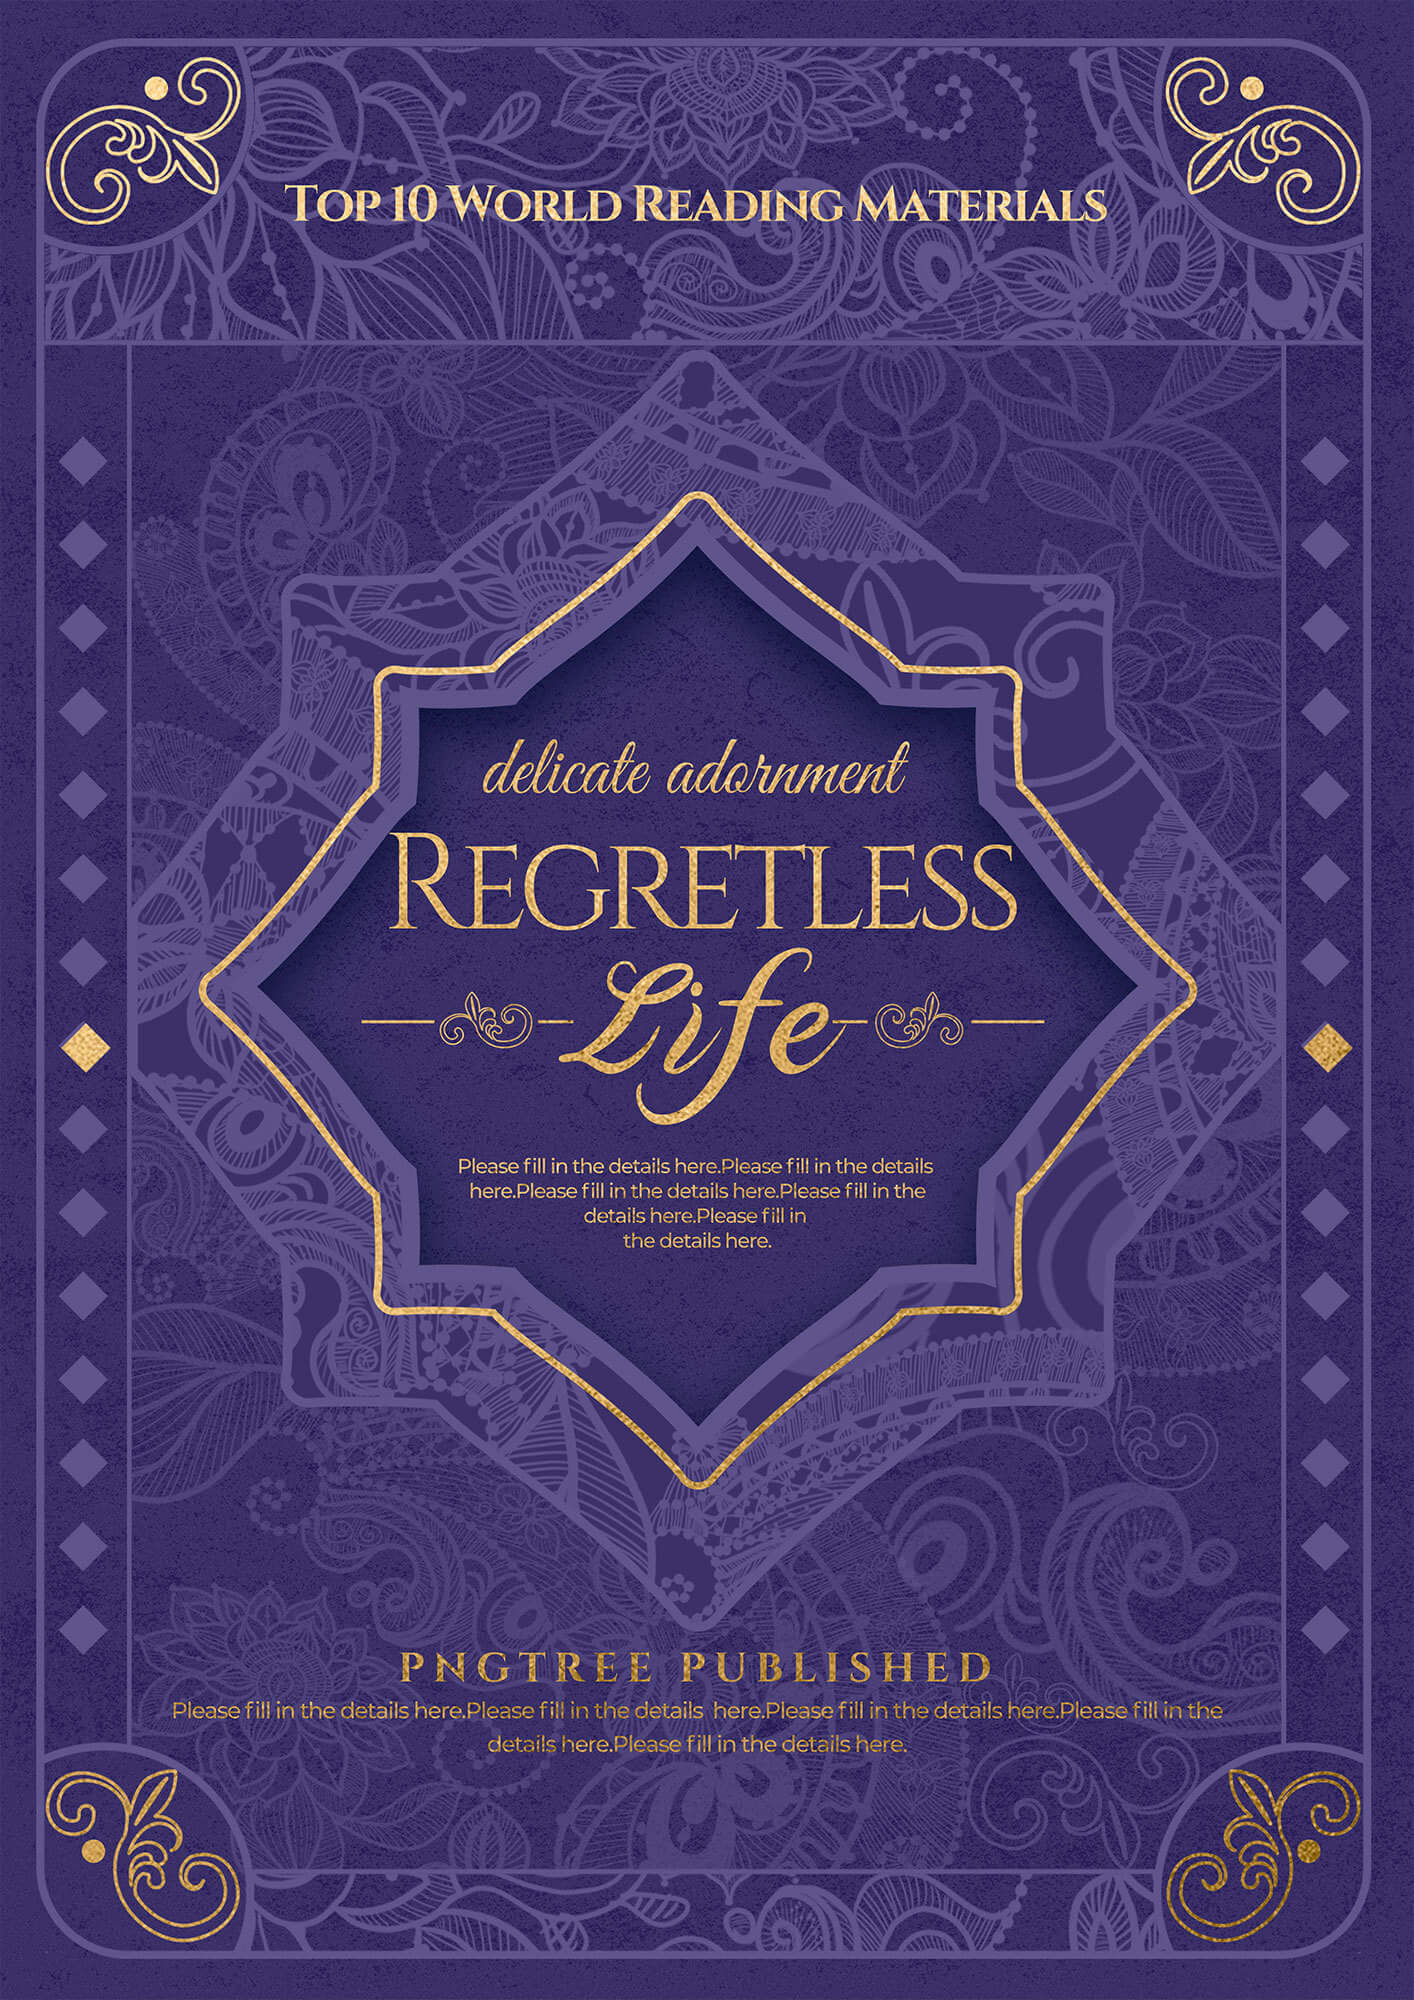 Top 10 World Reading Materials
delicate adornment
Regretless
Life
Please fill in the details here.Please fill in the details
here.Please fill in the details here.Please fill in the
details here.Please fill in
the details here.
PNGTREE PUBLISHED
Please fill in the details here.Please fill in the details here.Please fill in the details here.Please fill in the
details here.Please fill in the details here.